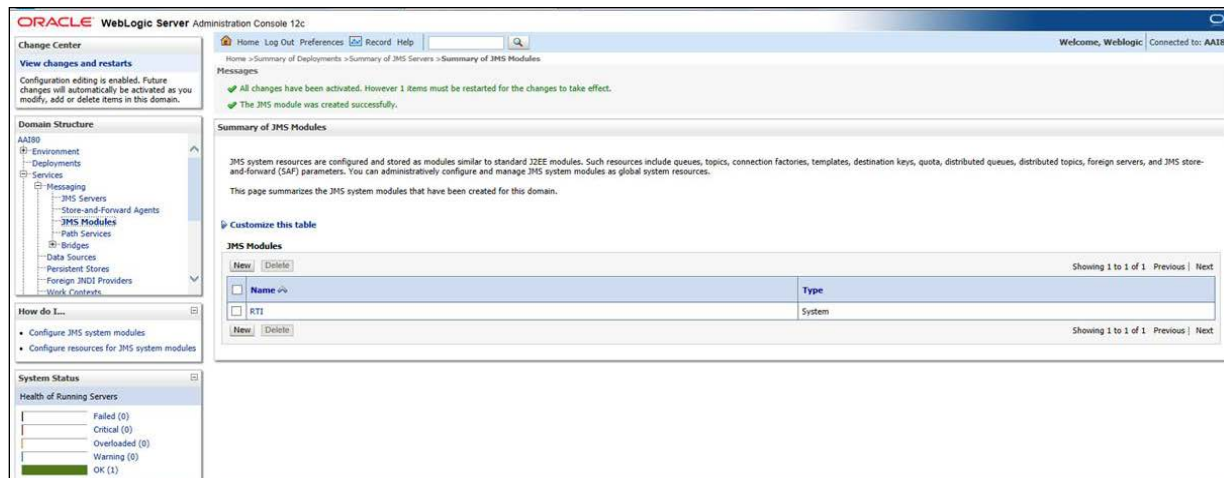 ORACLE WebLogic Server Administration Console 12c
Change Center
View changes and restarts
Configuration editing is enabled. Future
changes will automatically be activated as you
modify, add or delete items in this domain.
Domain Structure
AAI80
Environment
Deployments
Services
Messaging
JMS Servers
Store-and-Forward Agents
JMS Modules
Path Services
Bridges
Data Sources
Persistent Stores
Foreign JNDI Providers
Work Contexts
How do I...
Configure JMS system modules
Configure resources for JMS system modules
System Status
Health of Running Servers
Failed (0)
Critical (0)
Overloaded (0)
Warning (0)
OK (1)
Home Log Out Preferences Record Help
Welcome, Weblogic Connected to: AAI8
Home >Summary of Deployments >Summary of JMS Servers >Summary of JMS Modules
Messages
All changes have been activated. However 1 items must be restarted for the changes to take effect.
The JMS module was created successfully.
Summary of JMS Modules
JMS system resources are configured and stored as modules similar to standard J2EE modules. Such resources include queues, topics, connection factories, templates, destination keys, quota, distributed queues, distributed topics, foreign servers, and JMS store-
and-forward (SAF) parameters. You can administratively configure and manage JMS system modules as global system resources.
This page summarizes the JMS system modules that have been created for this domain.
Customize this table
JMS Modules
New Delete Showing 1 to 1 of 1 Previous | Next
Name Type
RTI System
New Delete Showing 1 to 1 of 1 Previous | Next